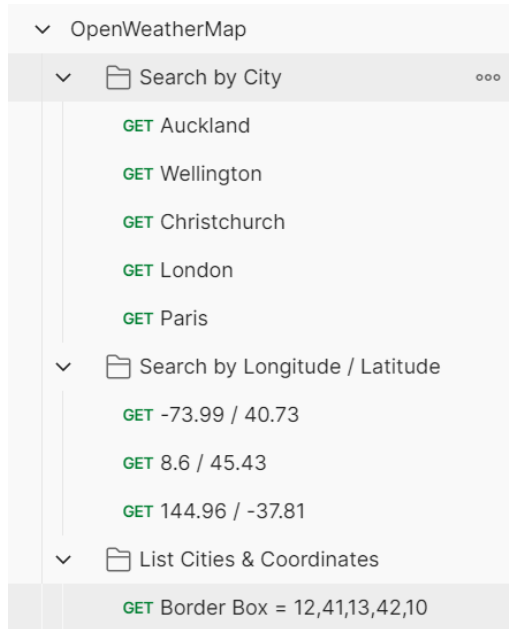 OpenWeatherMap
Search by City
GET Auckland
GET Wellington
GET Christchurch
GET London
GET Paris
Search by Longitude / Latitude
GET -73.99 / 40.73
GET 8.6 / 45.43
GET 144.96 / -37.81
List Cities & Coordinates
GET Border Box = 12,41,13,42,10